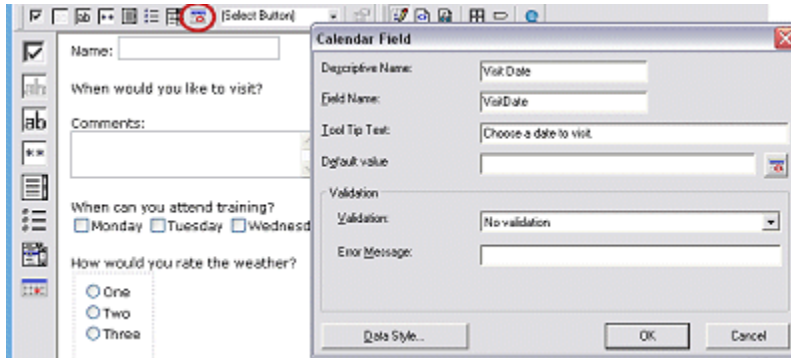 (Select Button)
Name:
When would you like to visit?
Comments:
When can you attend training?
Monday Tuesday Wednesd
How would you rate the weather?
One
Two
Three
Calendar Field
Descriptive Name: Visit Date
Field Name: VisitDate
Tool Tip Text: Choose a date to visit.
Default value
Validation
Validation: No validation
Error Message:
Data Style...
OK
Cancel